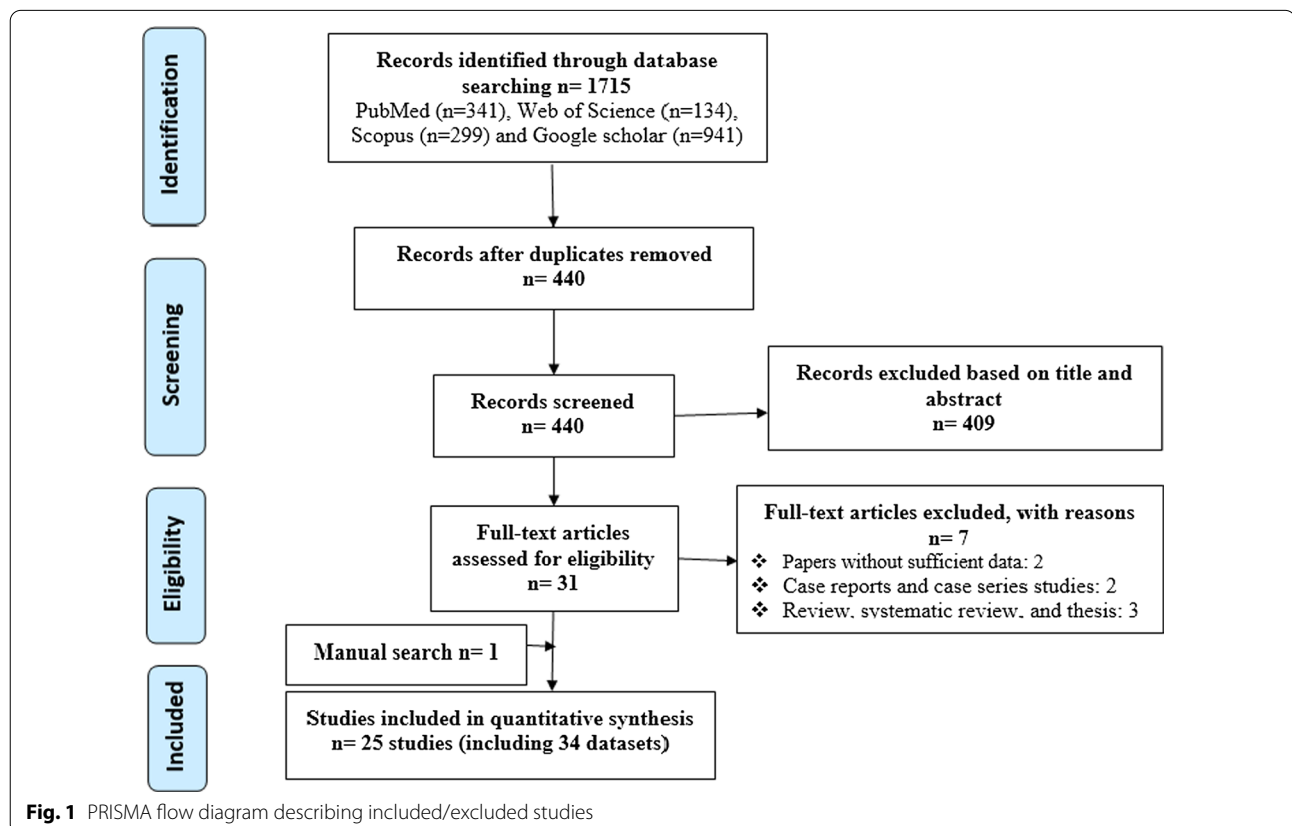 Identification
Records identified through database
searching n= 1715
PubMed (n=341), Web of Science (n=134),
Scopus (n=299) and Google scholar (n=941)
Screening
Records after duplicates removed
n= 440
Records screened
n= 440
Records excluded based on title and
abstract
n= 409
Eligibility
Full-text articles
assessed for eligibility
n= 31
Full-text articles excluded, with reasons
n= 7
❖ Papers without sufficient data: 2
❖ Case reports and case series studies: 2
❖ Review, systematic review, and thesis: 3
Manual search n= 1
Included
Studies included in quantitative synthesis
n= 25 studies (including 34 datasets)
Fig. 1 PRISMA flow diagram describing included/excluded studies